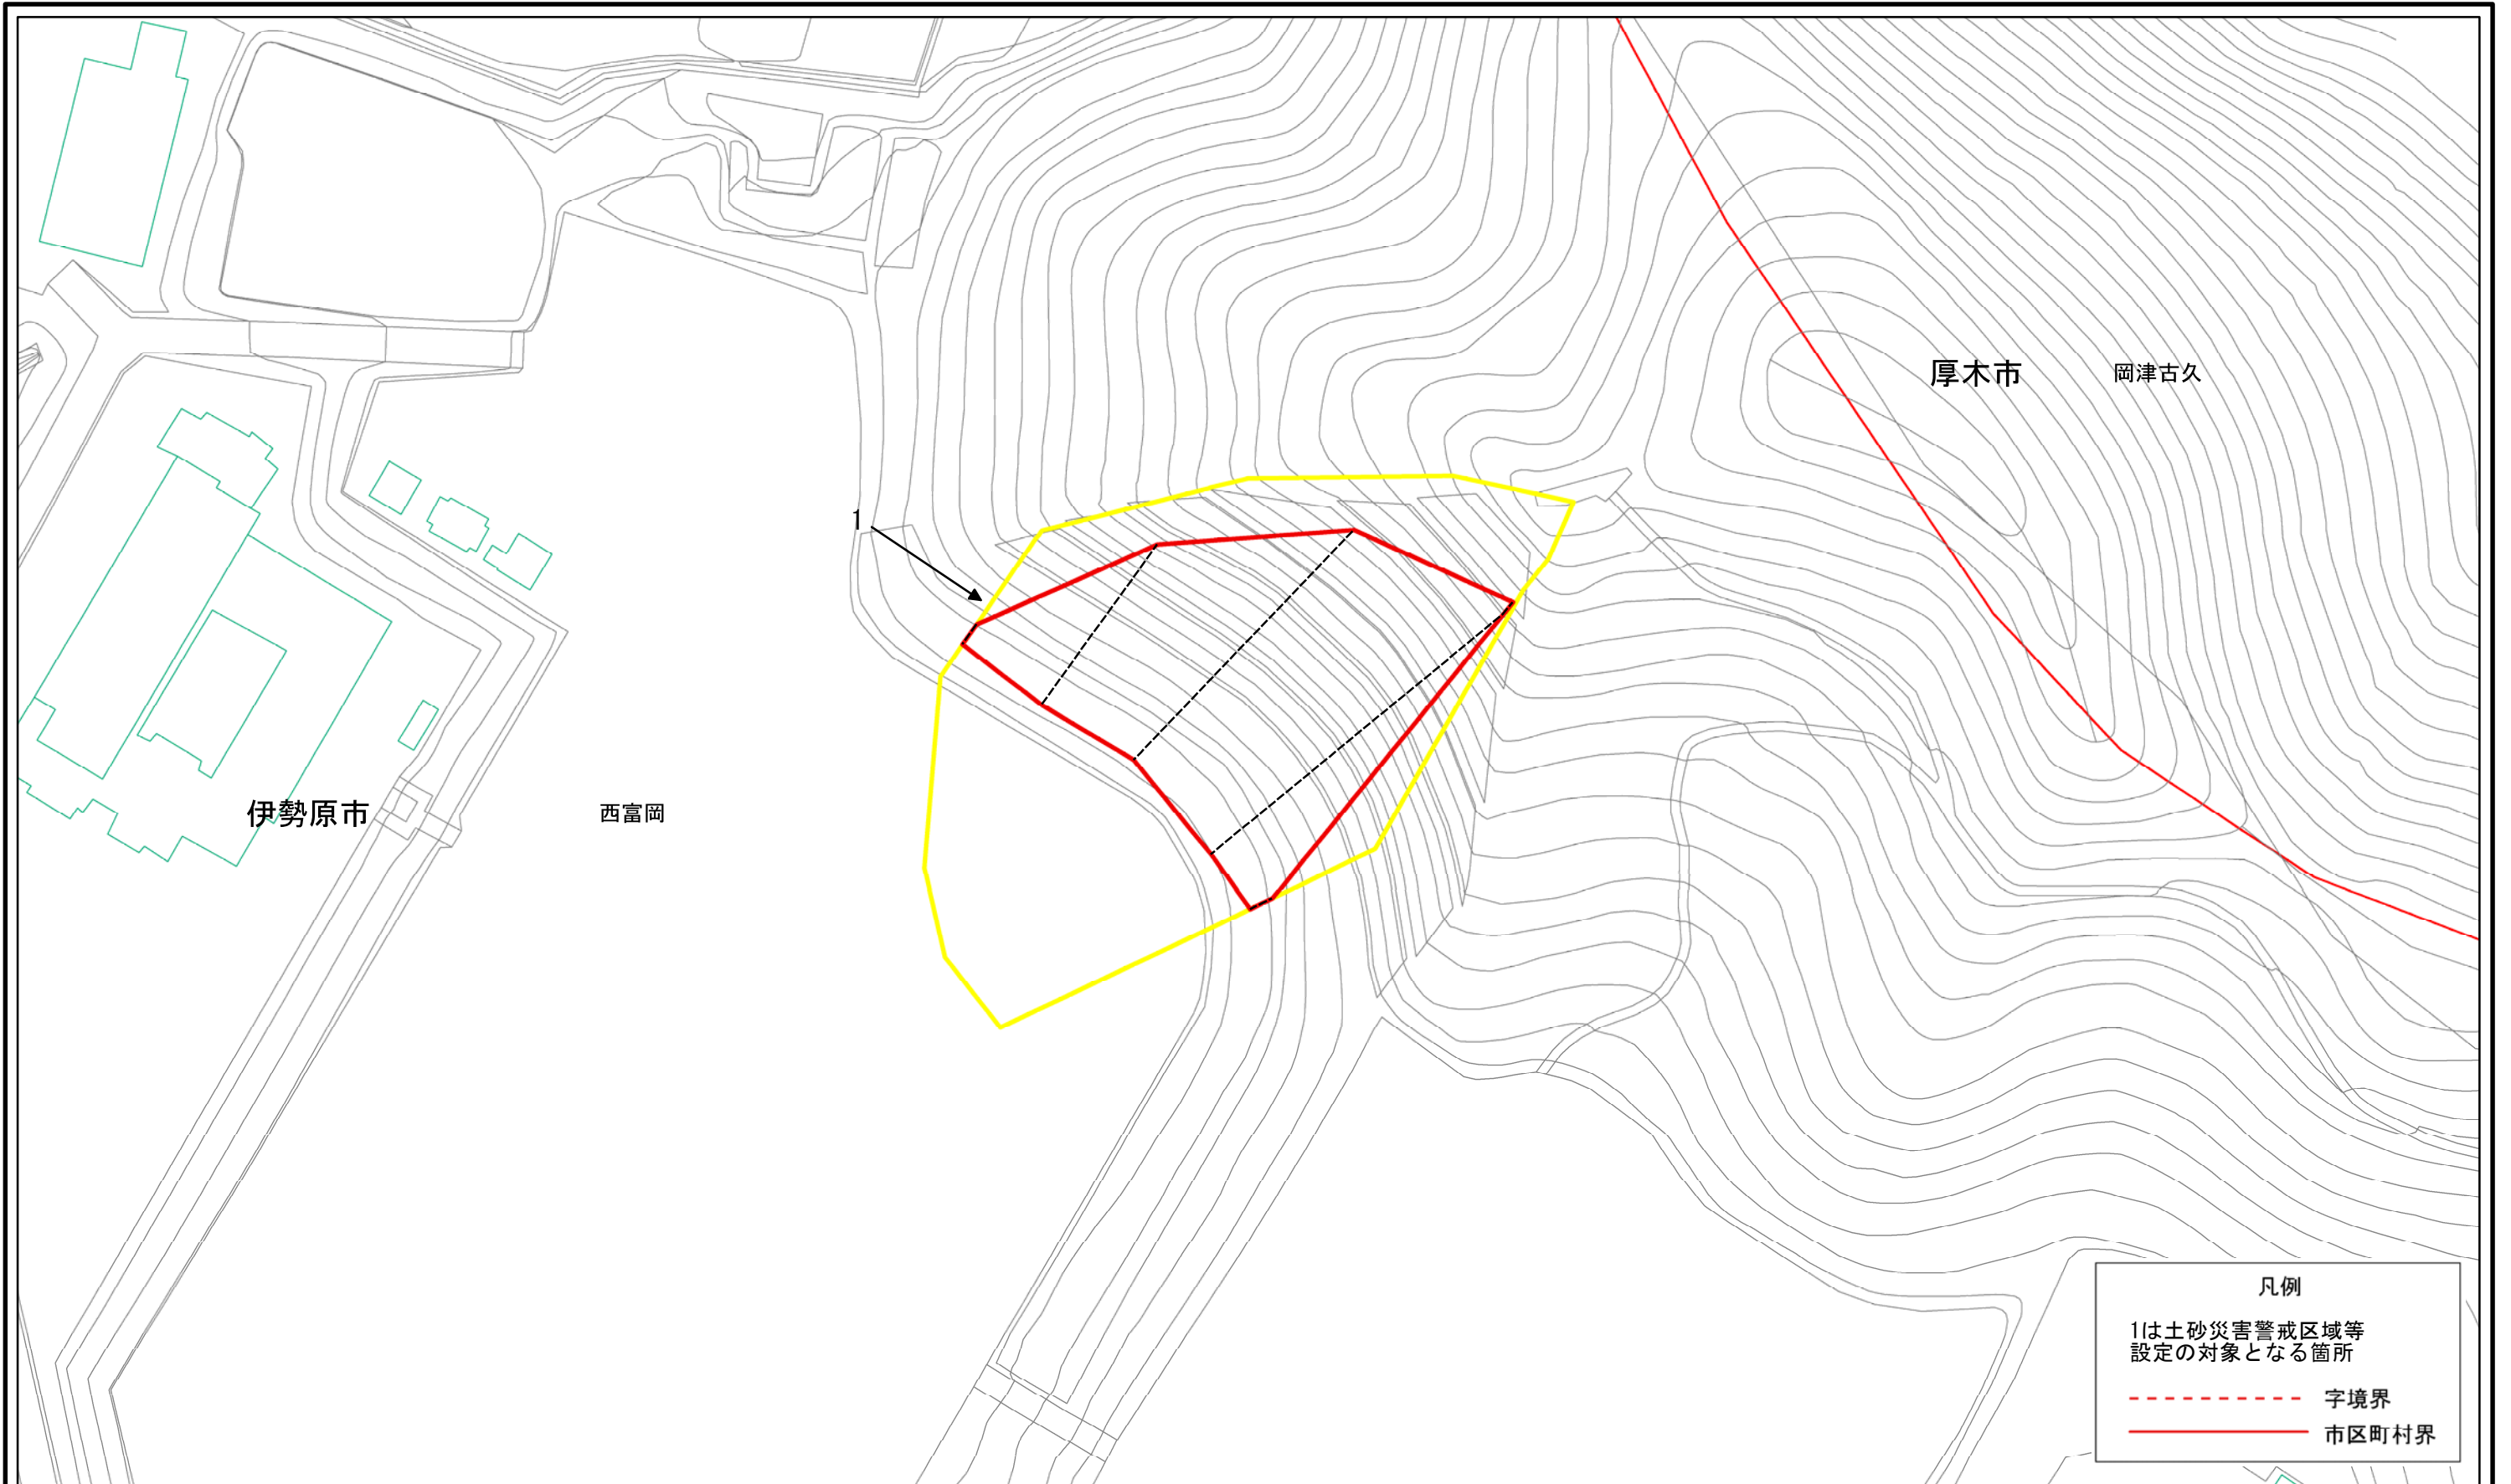 厚木市
岡津古久
1
伊勢原市
西富岡
凡例
1は土砂災害警戒区域等
設定の対象となる箇所
字境界
市区町村界